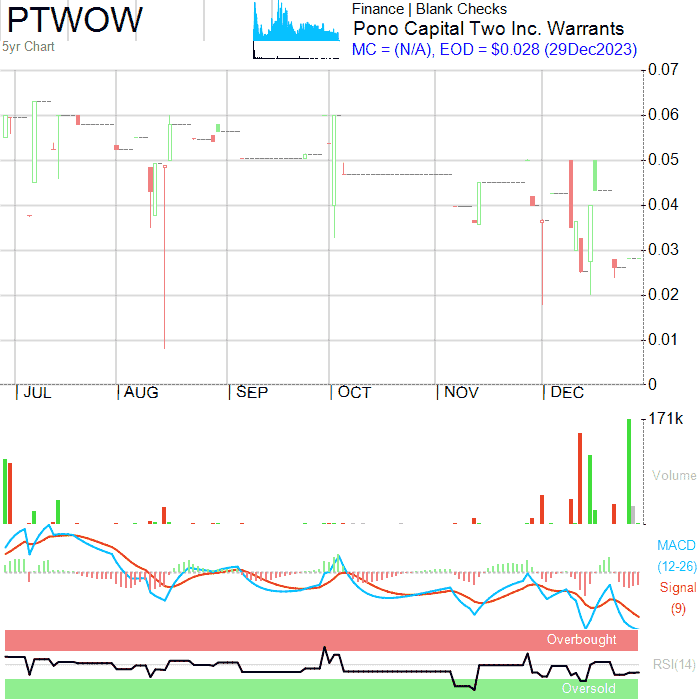 PTWOW
5yr Chart
Finance | Blank Checks
Pono Capital Two Inc. Warrants
MC = (N/A), EOD = $0.028 (29Dec2023)
0.07
0.06
0.05
0.04
0.03
0.02
0.01
0
JUL AUG SEP OCT NOV DEC
171k
Volume
MACD
(12-26)
Signal
(9)
Overbought
RSI(14)
Oversold